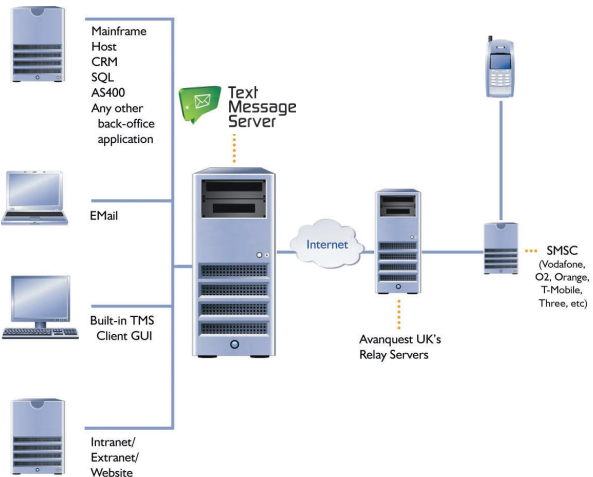 Mainframe
Host
CRM
SQL
AS400
Any other
back-office
application
Text
Message
Server
EMail
Internet
SMSC
(Vodafone,
O2, Orange,
T-Mobile,
Three, etc)
Built-in TMS
Client GUI
Avanquest UK's
Relay Servers
Intranet/
Extranet/
Website